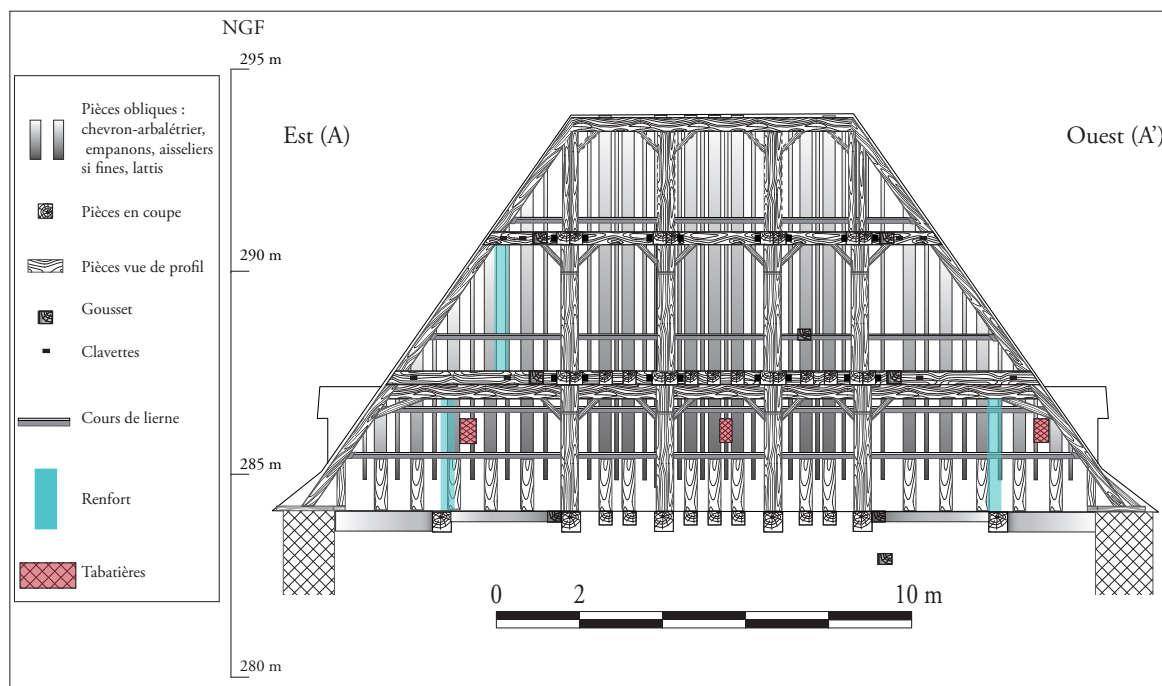 NGF
295 m
290 m
285 m
280 m
Pièces obliques :
chevron-arbalétrier,
empanons, aisseliers
si fines, lattis
Pièces en coupe
Pièces vue de profil
Gousset
Clavettes
Cours de lierne
Renfort
Tabatières
Est (A)
Ouest (A')
0 2 10 m